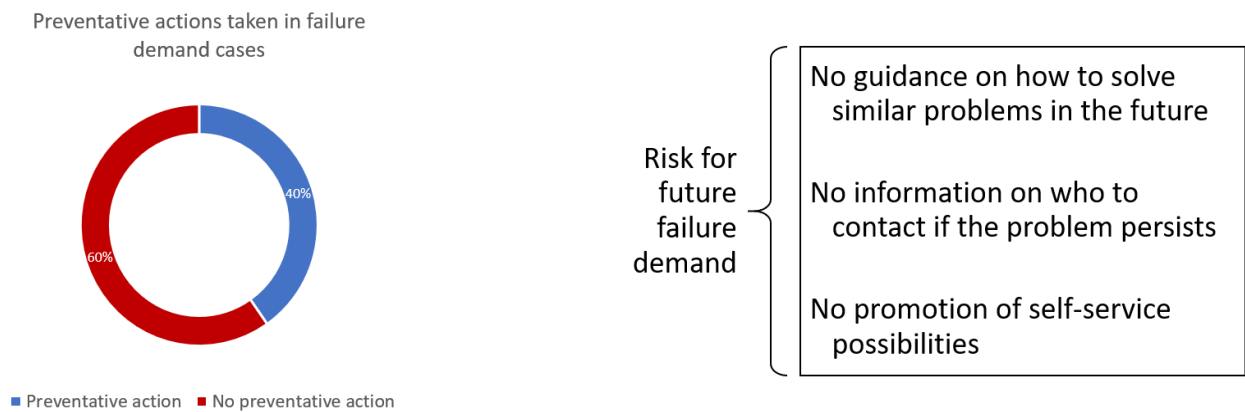 Preventative actions taken in failure
demand cases
40%
60%
Preventative action
No preventative action
Risk for
future
failure
demand
No guidance on how to solve
similar problems in the future
No information on who to
contact if the problem persists
No promotion of self-service
possibilities